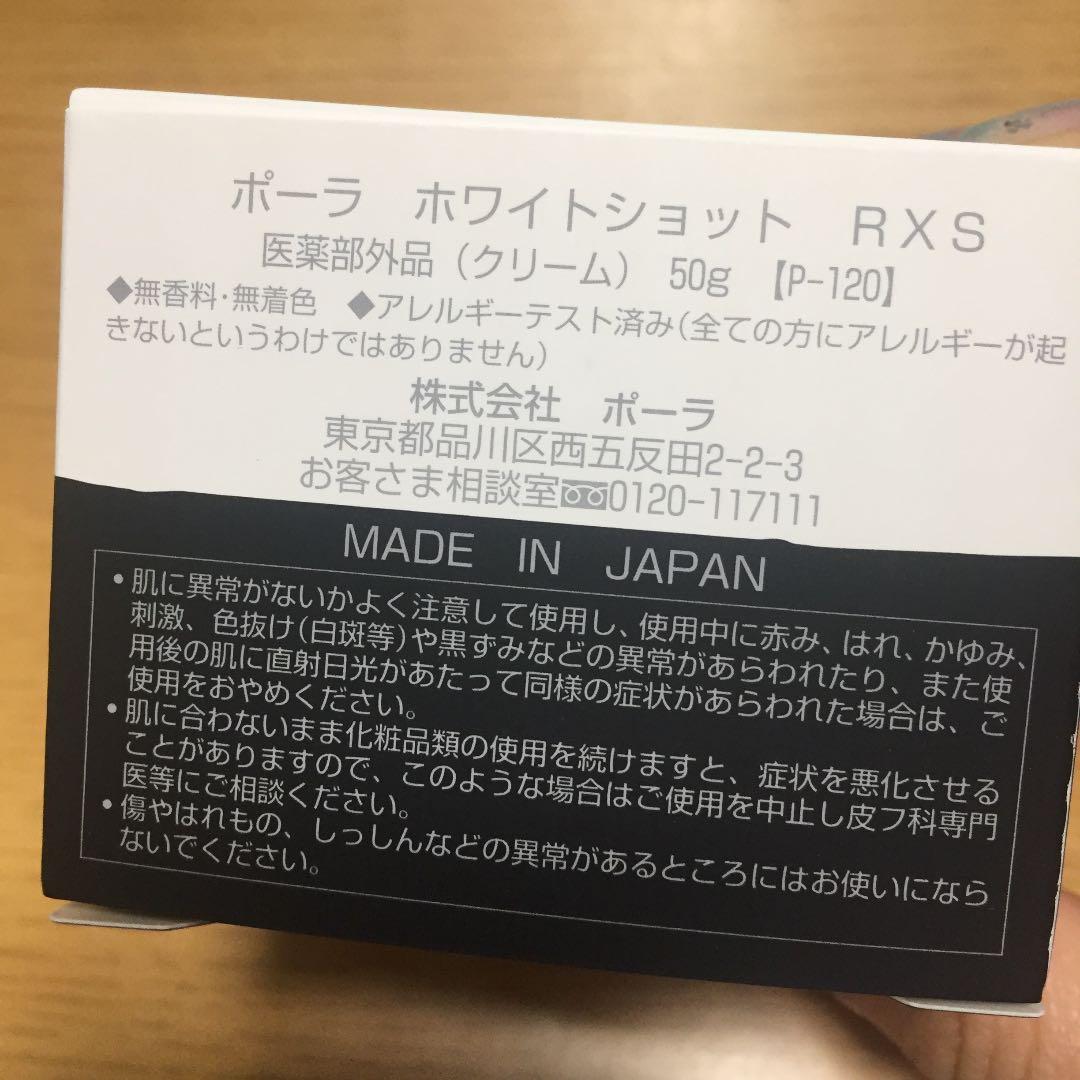 ポーラ　ホワイトショット　RXS
医薬部外品（クリーム）　50g　【P-120】
◆無香料・無着色　◆アレルギーテスト済み（全ての方にアレルギーが起
きないというわけではありません）
株式会社　ポーラ
東京都品川区西五反田2-2-3
お客さま相談室0120-117111
MADE IN JAPAN
・肌に異常がないかよく注意して使用し、使用中に赤み、はれ、かゆみ、
刺激、色抜け（白斑等）や黒ずみなどの異常があらわれたり、また使
用後の肌に直射日光があたって同様の症状があらわれた場合は、ご
使用をおやめください。
・肌に合わないまま化粧品類の使用を続けますと、症状を悪化させる
ことがありますので、このような場合はご使用を中止し皮フ科専門
医等にご相談ください。
・傷やはれもの、しっしんなどの異常があるところにはお使いになら
ないでください。